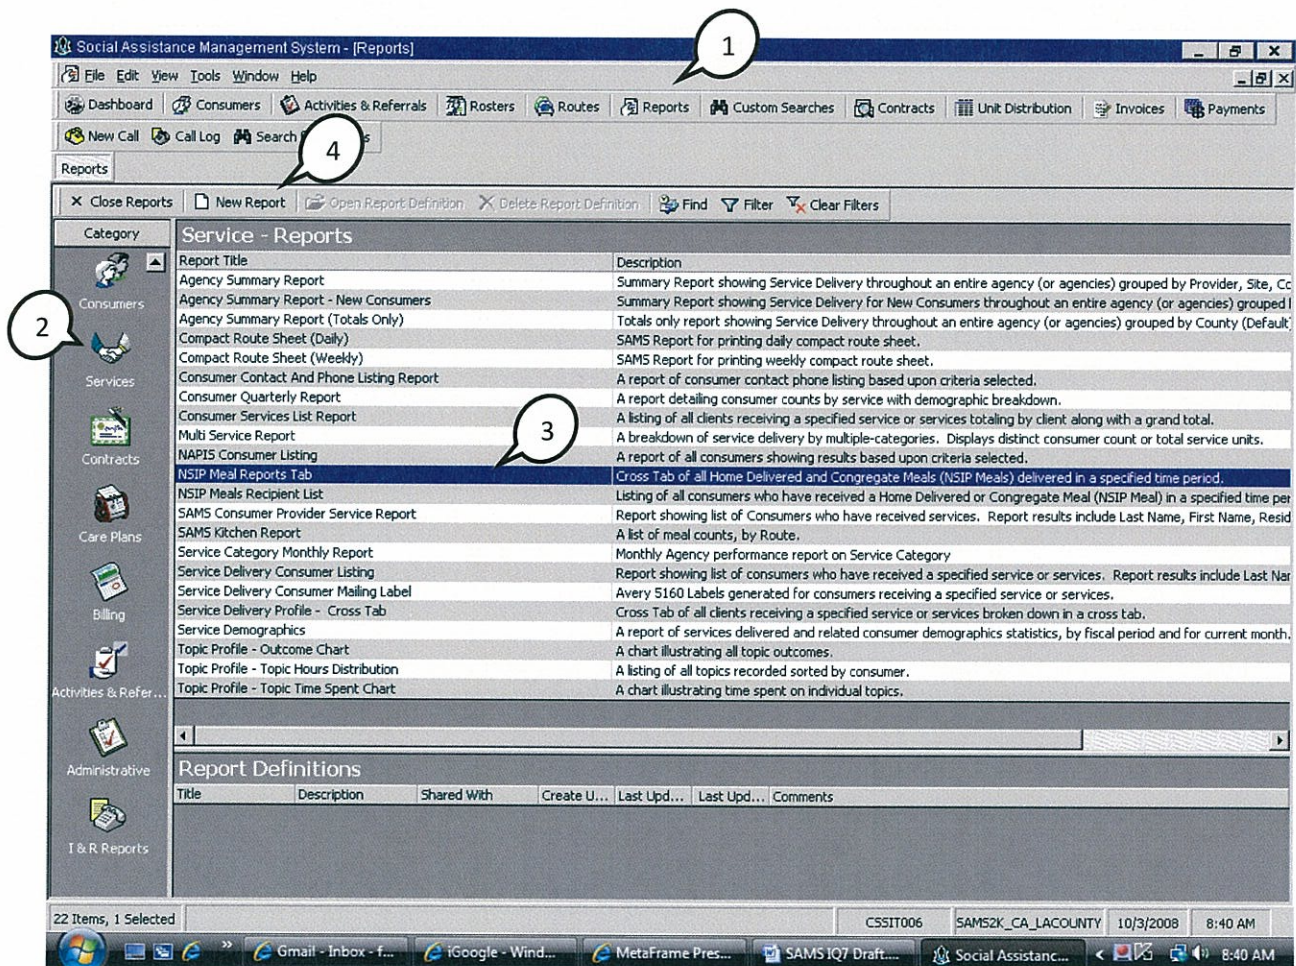 1
Social Assistance Management System - [Reports]
File Edit View Tools Window Help
Dashboard Consumers Activities & Referrals Rosters Routes Reports Custom Searches Contracts Unit Distribution Invoices Payments
New Call Call Log Search
4
Reports
Close Reports New Report Open Report Definition Delete Report Definition Find Filter Clear Filters
Category Service - Reports
Report Title Description
Agency Summary Report Summary Report showing Service Delivery throughout an entire agency (or agencies) grouped by Provider, Site, Cc
Consumers
Agency Summary Report - New Consumers Summary Report showing Service Delivery for New Consumers throughout an entire agency (or agencies) grouped
2
Agency Summary Report (Totals Only) Totals only report showing Service Delivery throughout an entire agency (or agencies) grouped by County (Default
Compact Route Sheet (Daily) SAMS Report for printing daily compact route sheet.
Compact Route Sheet (Weekly) SAMS Report for printing weekly compact route sheet.
Services
Consumer Contact And Phone Listing Report A report of consumer contact phone listing based upon criteria selected.
Consumer Quarterly Report A report detailing consumer counts by service with demographic breakdown.
Consumer Services List Report A listing of all clients receiving a specified service or services totaling by client along with a grand total.
3
Multi Service Report A breakdown of service delivery by multiple-categories. Displays distinct consumer count or total service units.
Contracts
NAPIS Consumer Listing A report of all consumers showing results based upon criteria selected.
NSIP Meal Reports Tab Cross Tab of all Home Delivered and Congregate Meals (NSIP Meals) delivered in a specified time period.
NSIP Meals Recipient List Listing of all consumers who have received a Home Delivered or Congregate Meal (NSIP Meal) in a specified time per
SAMS Consumer Provider Service Report Report showing list of Consumers who have received services. Report results include Last Name, First Name, Resid
Care Plans
SAMS Kitchen Report A list of meal counts, by Route.
Service Category Monthly Report Monthly Agency performance report on Service Category
Service Delivery Consumer Listing Report showing list of consumers who have received a specified service or services. Report results include Last Nar
Service Delivery Consumer Mailing Label Avery 5160 Labels generated for consumers receiving a specified service or services.
Billing
Service Delivery Profile - Cross Tab Cross Tab of all clients receiving a specified service or services broken down in a cross tab.
Service Demographics A report of services delivered and related consumer demographics statistics, by fiscal period and for current month.
Topic Profile - Outcome Chart A chart illustrating all topic outcomes.
Topic Profile - Topic Hours Distribution A listing of all topics recorded sorted by consumer.
Activities & Refer...
Topic Profile - Topic Time Spent Chart A chart illustrating time spent on individual topics.
Administrative
Report Definitions
Title Description Shared With Create U... Last Upd... Last Upd... Comments
I & R Reports
22 Items, 1 Selected CSSIT006 SAMS2K_CA_LACOUNTY 10/3/2008 8:40 AM
Gmail - Inbox - f... iGoogle - Wind... MetaFrame Pres... SAMS IQ7 Draft.... Social Assistanc... 8:40 AM